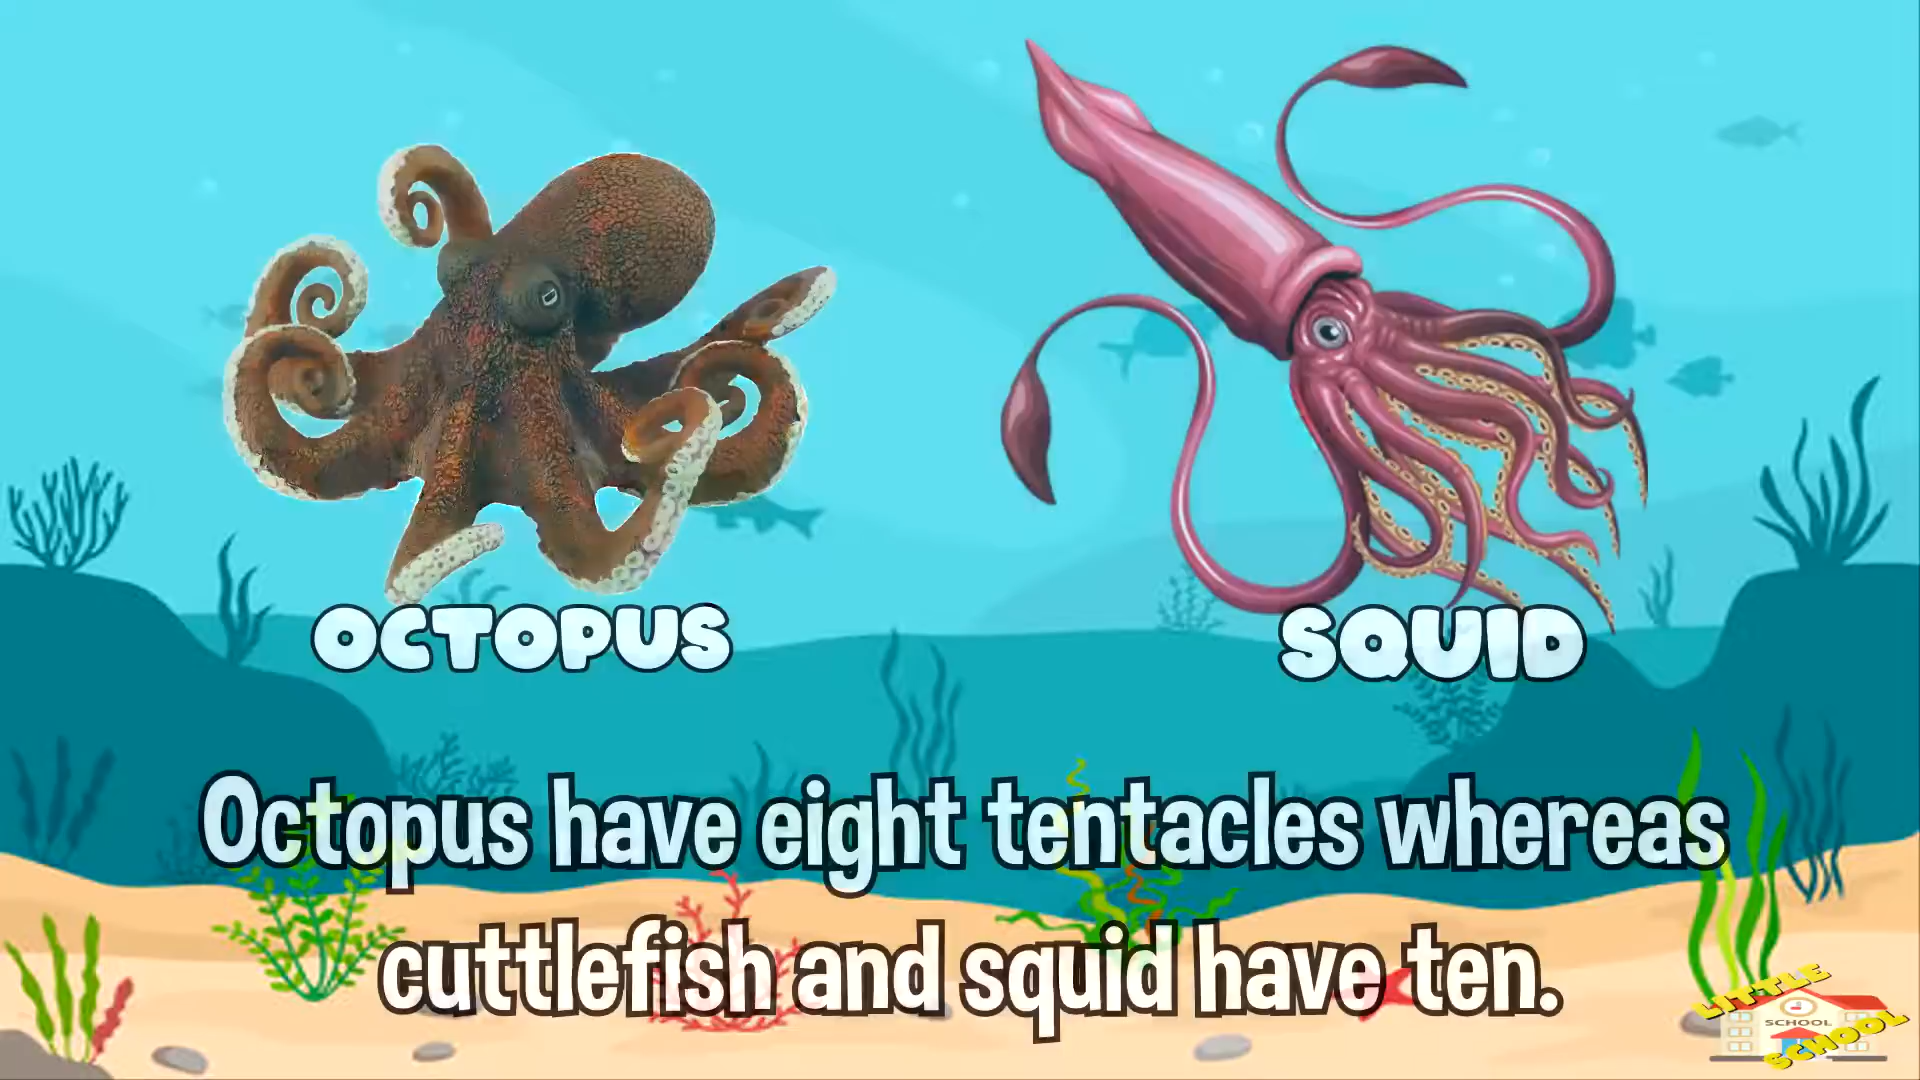 OCTOPUS
SQUID
Octopus have eight tentacles whereas
cuttlefish and squid have ten.
LITTLE
SCHOOL
SCHOOL